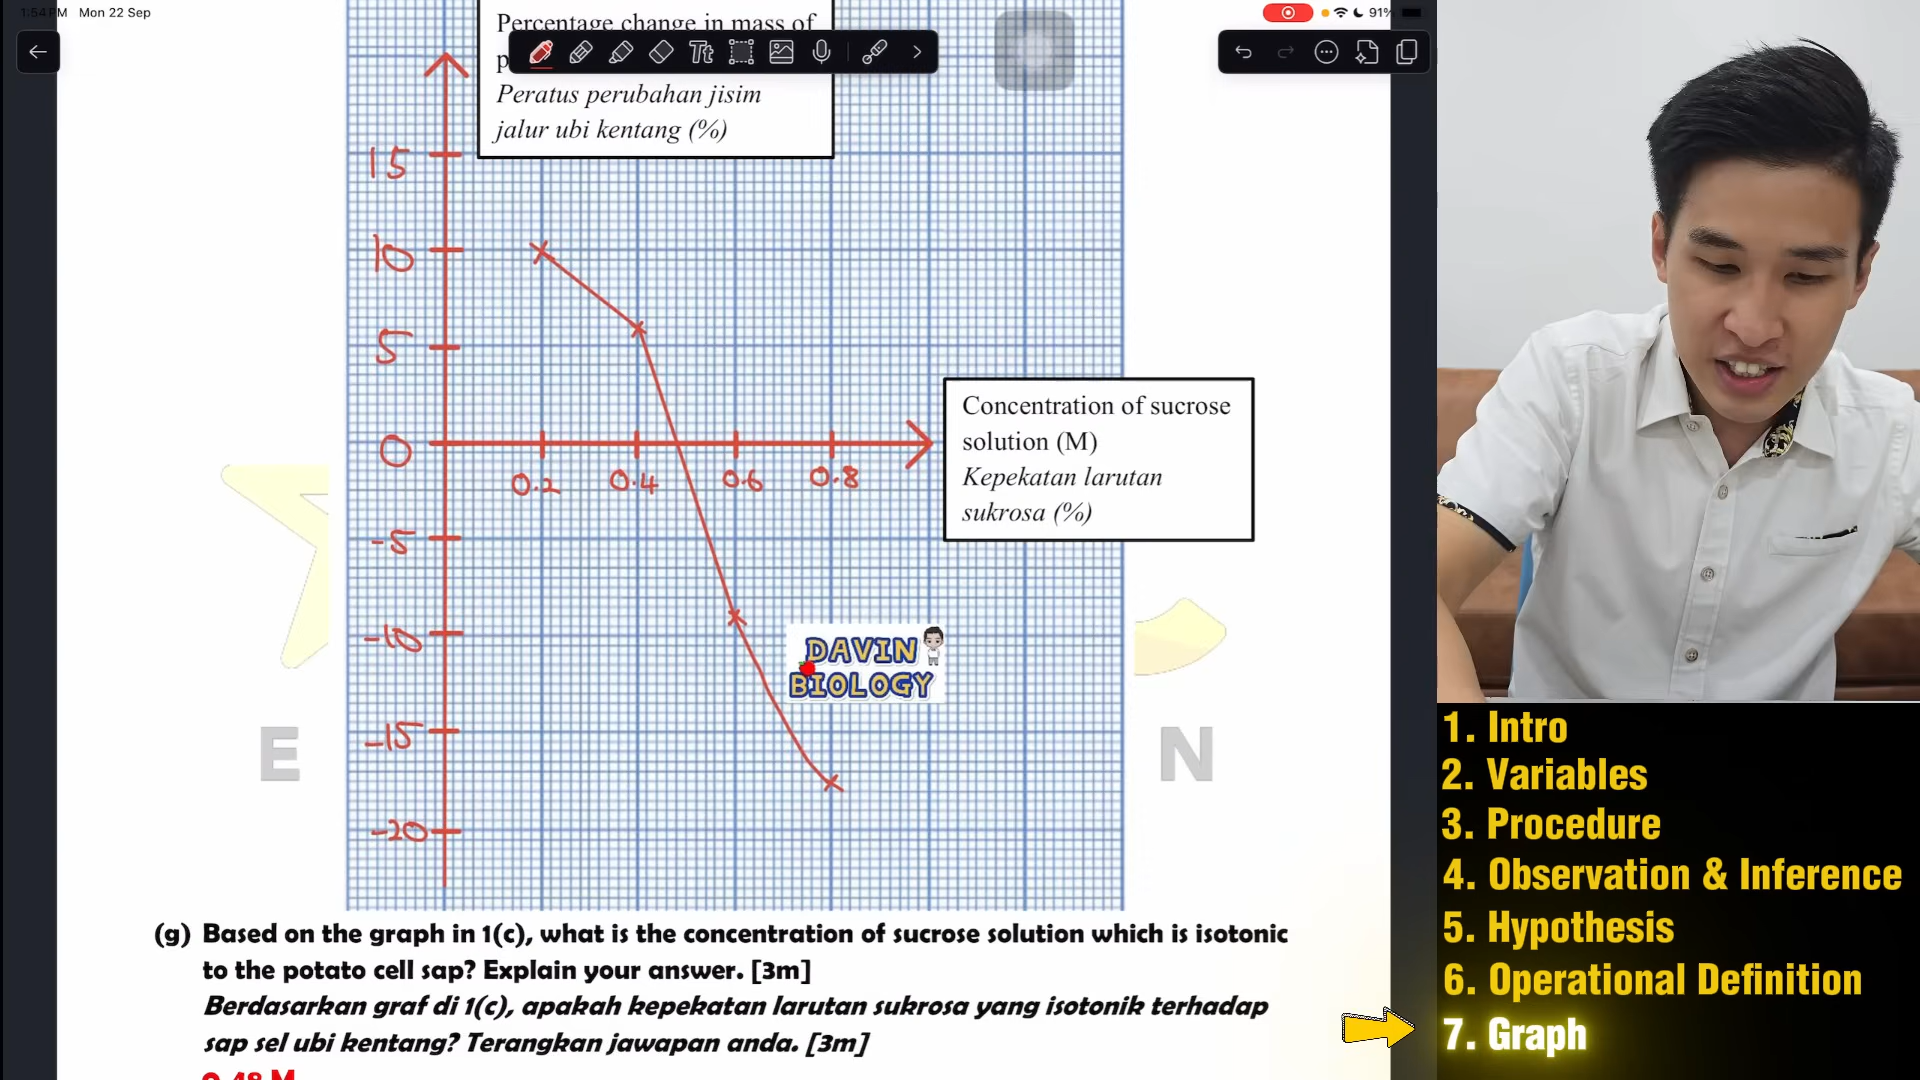 1:54 PM Mon 22 Sep
91%
Percentage change in mass of
Tt
Peratus perubahan jisim
jalur ubi kentang (%)
15
10
5
0
-5
-10
-15
-20
0.2
0.4
0.6
0.8
Concentration of sucrose
solution (M)
Kepekatan larutan
sukrosa (%)
DAVIN
BIOLOGY
E
N
(g) Based on the graph in 1(c), what is the concentration of sucrose solution which is isotonic
to the potato cell sap? Explain your answer. [3m]
Berdasarkan graf di 1(c), apakah kepekatan larutan sukrosa yang isotonik terhadap
sap sel ubi kentang? Terangkan jawapan anda. [3m]
1. Intro
2. Variables
3. Procedure
4. Observation & Inference
5. Hypothesis
6. Operational Definition
7. Graph